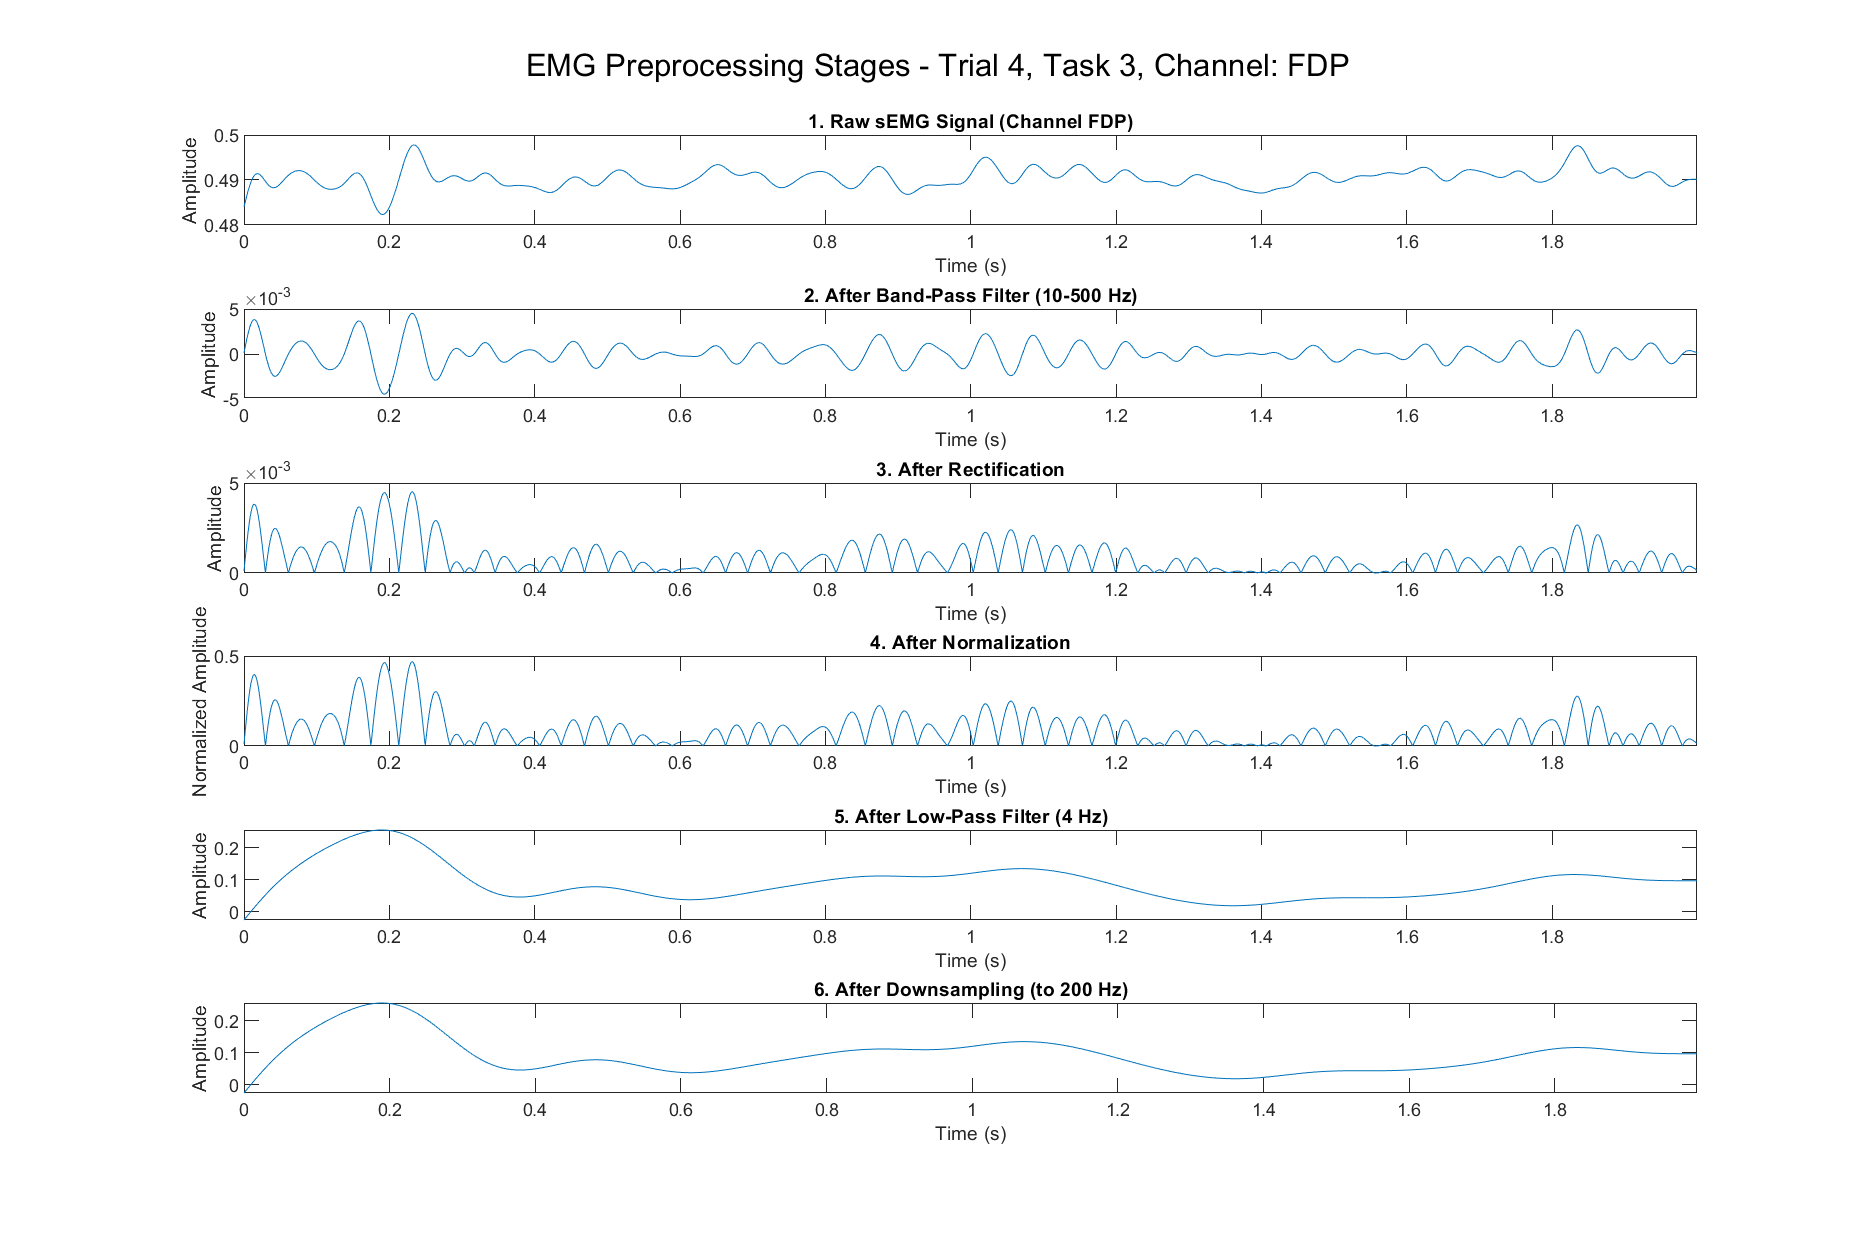 EMG Preprocessing Stages - Trial 4, Task 3, Channel: FDP
1. Raw sEMG Signal (Channel FDP)
Amplitude
0.5
0.49
0.48
0 0.2 0.4 0.6 0.8 1 1.2 1.4 1.6 1.8
Time (s)
2. After Band-Pass Filter (10-500 Hz)
×10-3
Amplitude
5
0
-5
0 0.2 0.4 0.6 0.8 1 1.2 1.4 1.6 1.8
Time (s)
3. After Rectification
×10-3
Amplitude
5
0
0 0.2 0.4 0.6 0.8 1 1.2 1.4 1.6 1.8
Time (s)
4. After Normalization
Normalized Amplitude
0.5
0
0 0.2 0.4 0.6 0.8 1 1.2 1.4 1.6 1.8
Time (s)
5. After Low-Pass Filter (4 Hz)
Amplitude
0.2
0.1
0
0 0.2 0.4 0.6 0.8 1 1.2 1.4 1.6 1.8
Time (s)
6. After Downsampling (to 200 Hz)
Amplitude
0.2
0.1
0
0 0.2 0.4 0.6 0.8 1 1.2 1.4 1.6 1.8
Time (s)